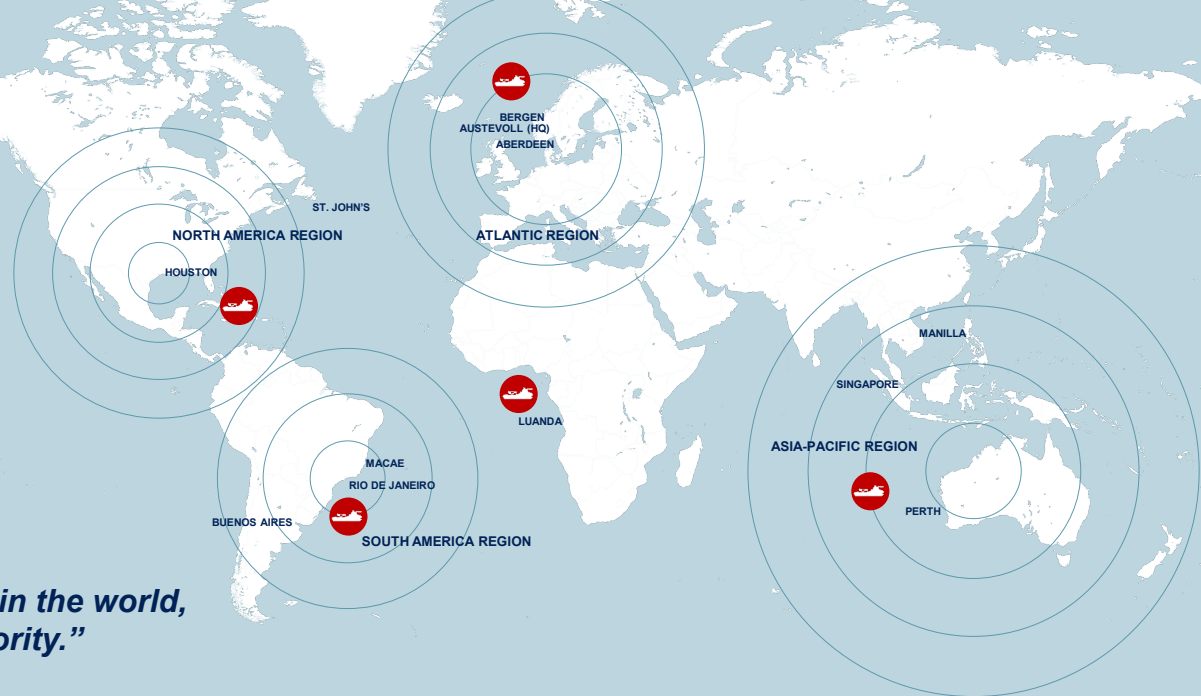 BERGEN
AUSTEVOLL (HQ)
ABERDEEN
ST. JOHN'S
NORTH AMERICA REGION
ATLANTIC REGION
HOUSTON
MANILLA
SINGAPORE
LUANDA
ASIA-PACIFIC REGION
MACAE
RIO DE JANEIRO
PERTH
BUENOS AIRES
SOUTH AMERICA REGION
in the world,
ority.”